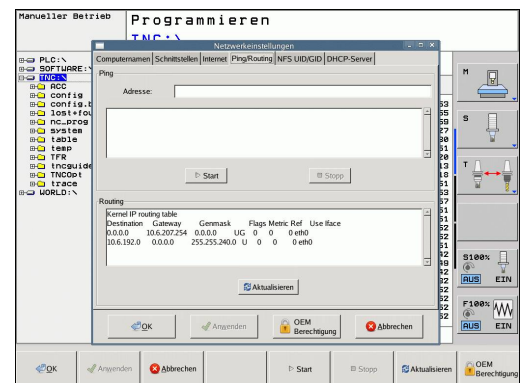 Manueller Betrieb
Programmieren
TNC:\
Netzwerkeinstellungen
Computernamen Schnittstellen Internet Ping/Routing NFS UID/GID DHCP-Server
PLC:\
SOFTWARE:\
TNC:\
ACC
config
config.b
lost+fou
nc_prog
system
table
temp
TFR
tncguide
TNCOpt
trace
WORLD:\
Ping
Adresse:
Start
Stopp
Routing
Kernel IP routing table
Destination Gateway Genmask Flags Metric Ref Use Iface
0.0.0.0 10.6.207.254 0.0.0.0 UG 0 0 0 eth0
10.6.192.0 0.0.0.0 255.255.240.0 U 0 0 0 eth0
Aktualisieren
OK
Anwenden
OEM
Berechtigung
Abbrechen
M
S
T
S100%
AUS EIN
F100%
AUS EIN
OK
Anwenden
Abbrechen
Start
Stopp
Aktualisieren
OEM
Berechtigung